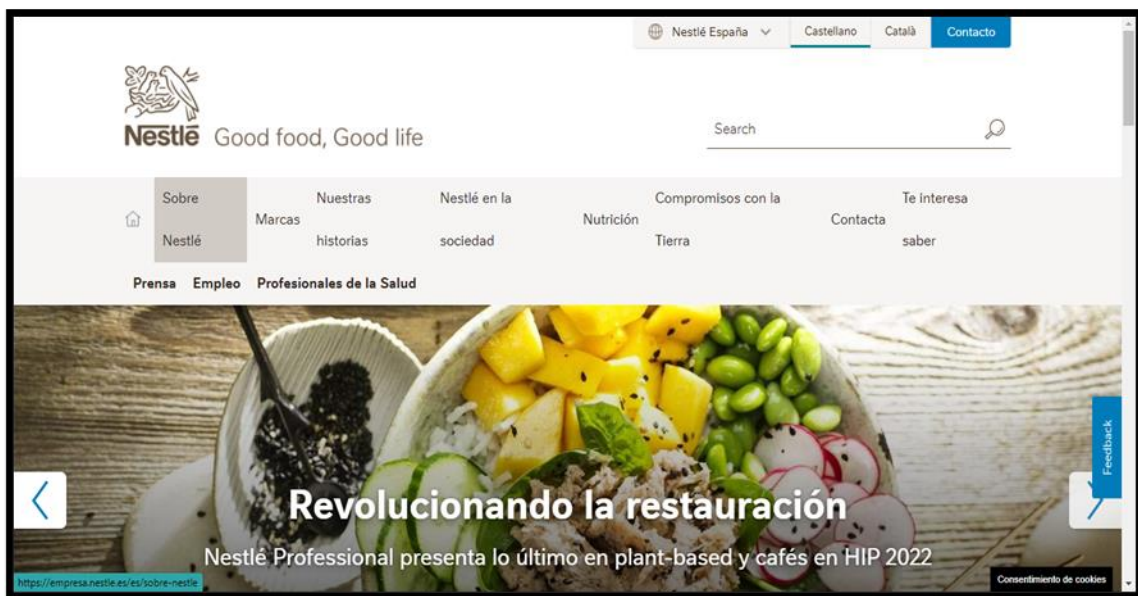 Nestlé España
Castellano
Català
Contacto
Nestlē Good food, Good life
Search
Sobre
Nestlé
Marcas
Nuestras
historias
Nestlé en la
sociedad
Nutrición
Compromisos con la
Tierra
Contacta
Te interesa
saber
Prensa
Empleo
Profesionales de la Salud
Feedback
Revolucionando la restauración
Nestlé Professional presenta lo último en plant-based y cafés en HIP 2022
https://empresa.nestle.es/es/sobre-nestle
Consentimiento de cookies